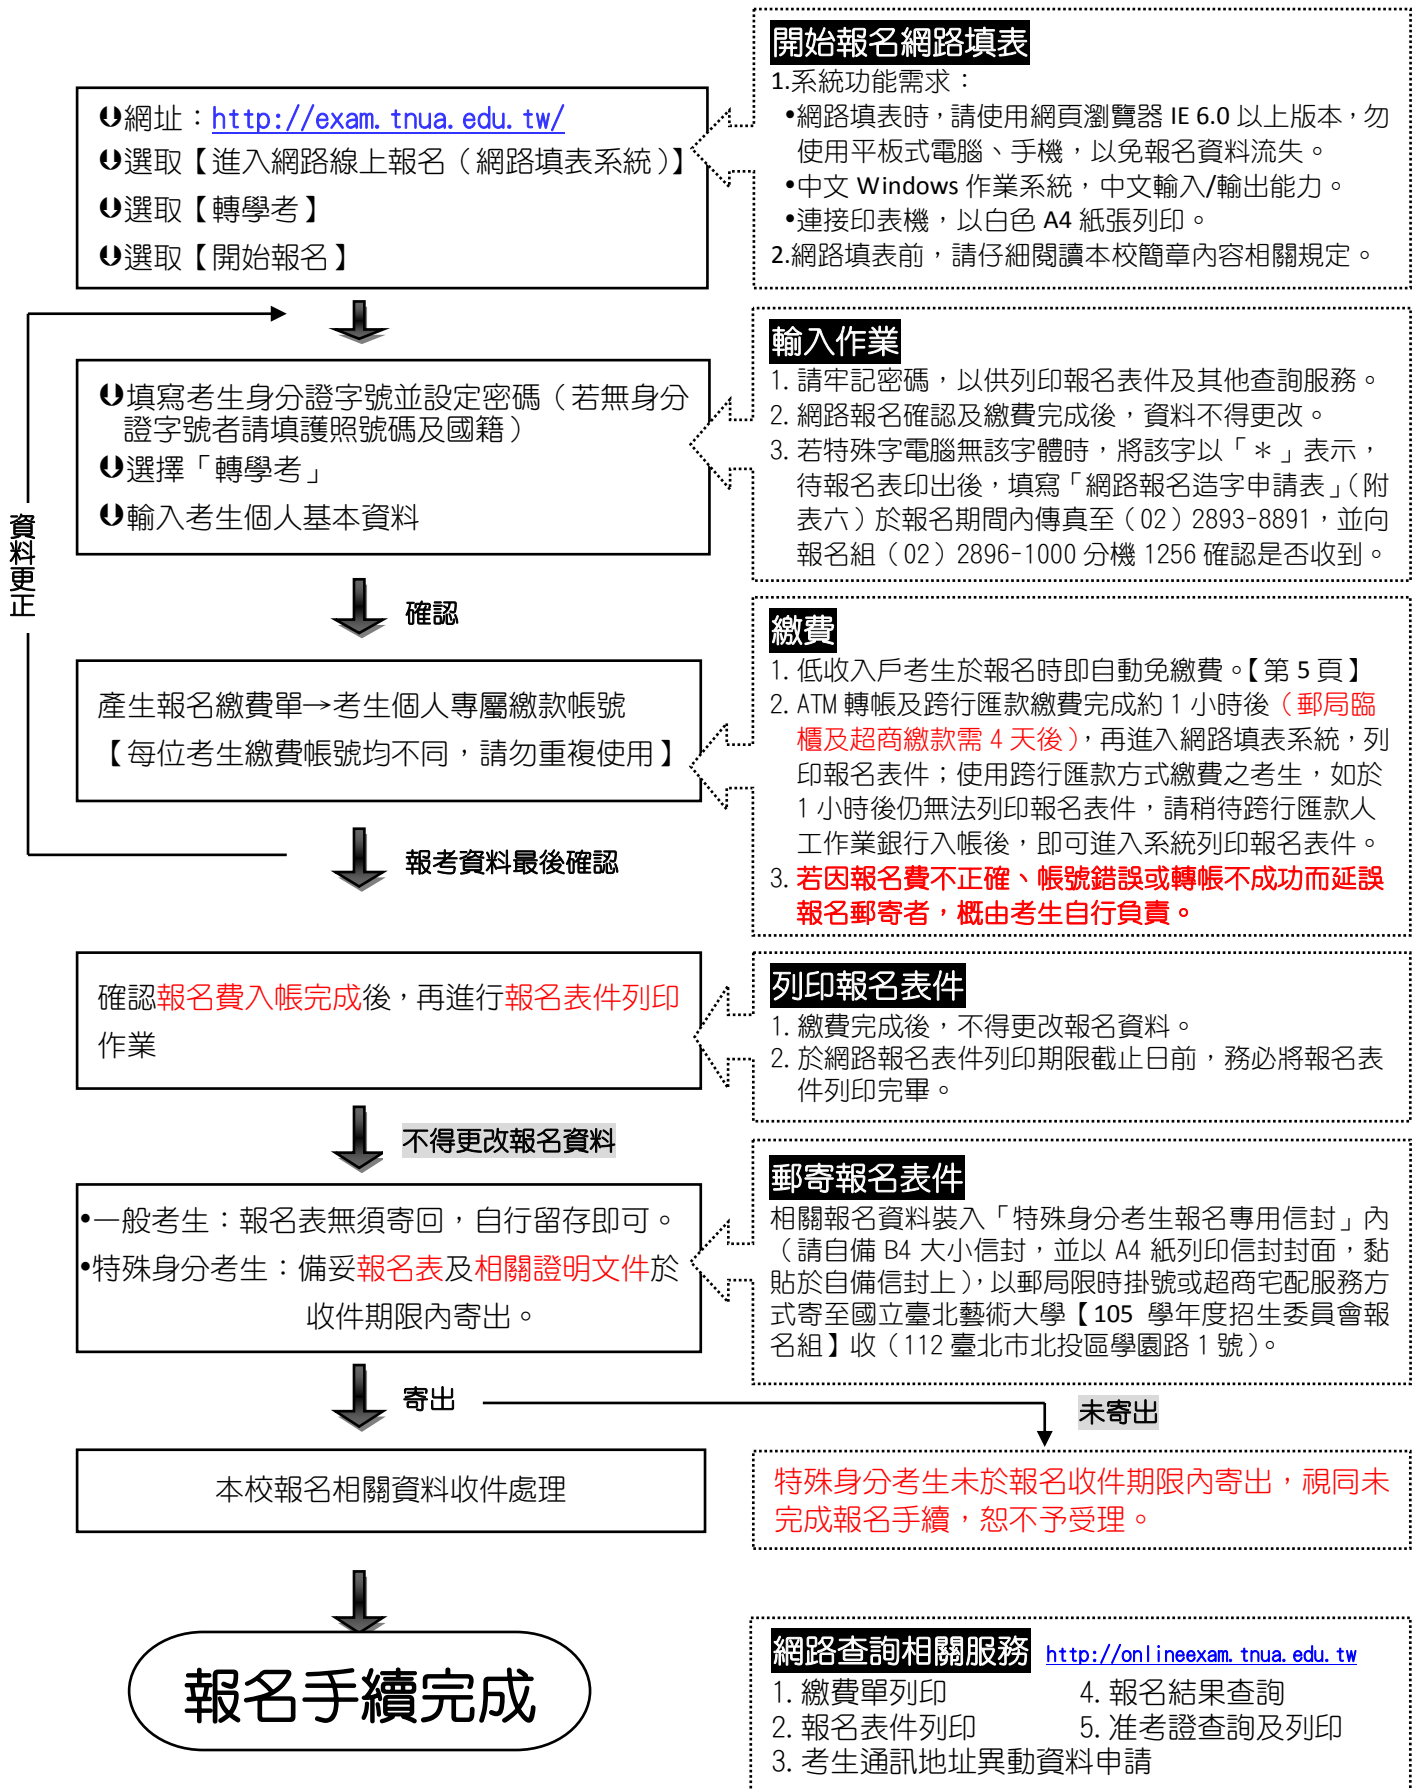 開始報名網路填表
1.系統功能需求：
•網路填表時，請使用網頁瀏覽器 IE 6.0 以上版本，勿
使用平板式電腦、手機，以免報名資料流失。
•中文 Windows 作業系統，中文輸入/輸出能力。
•連接印表機，以白色 A4 紙張列印。
2.網路填表前，請仔細閱讀本校簡章內容相關規定。
網址：http://exam.tnua.edu.tw/
選取【進入網路線上報名（網路填表系統）】
選取【轉學考】
選取【開始報名】
輸入作業
1. 請牢記密碼，以供列印報名表件及其他查詢服務。
2. 網路報名確認及繳費完成後，資料不得更改。
3. 若特殊字電腦無該字體時，將該字以「＊」表示，
待報名表印出後，填寫「網路報名造字申請表」（附
表六）於報名期間內傳真至（02）2893-8891，並向
報名組（02）2896-1000 分機 1256 確認是否收到。
填寫考生身分證字號並設定密碼（若無身分
證字號者請填護照號碼及國籍）
選擇「轉學考」
輸入考生個人基本資料
資料更正
確認
繳費
1. 低收入戶考生於報名時即自動免繳費。【第 5 頁】
2. ATM 轉帳及跨行匯款繳費完成約 1 小時後（郵局臨
櫃及超商繳款需 4 天後），再進入網路填表系統，列
印報名表件；使用跨行匯款方式繳費之考生，如於
1 小時後仍無法列印報名表件，請稍待跨行匯款人
工作業銀行入帳後，即可進入系統列印報名表件。
3. 若因報名費不正確、帳號錯誤或轉帳不成功而延誤
報名郵寄者，概由考生自行負責。
產生報名繳費單→考生個人專屬繳款帳號
【每位考生繳費帳號均不同，請勿重複使用】
報考資料最後確認
列印報名表件
1. 繳費完成後，不得更改報名資料。
2. 於網路報名表件列印期限截止日前，務必將報名表
件列印完畢。
確認報名費入帳完成後，再進行報名表件列印
作業
不得更改報名資料
郵寄報名表件
相關報名資料裝入「特殊身分考生報名專用信封」內
（請自備 B4 大小信封，並以 A4 紙列印信封封面，黏
貼於自備信封上），以郵局限時掛號或超商宅配服務方
式寄至國立臺北藝術大學【105 學年度招生委員會報
名組】收（112 臺北市北投區學園路 1 號）。
•一般考生：報名表無須寄回，自行留存即可。
•特殊身分考生：備妥報名表及相關證明文件於
收件期限內寄出。
寄出
未寄出
本校報名相關資料收件處理
特殊身分考生未於報名收件期限內寄出，視同未
完成報名手續，恕不予受理。
報名手續完成
網路查詢相關服務 http://onlineexam.tnua.edu.tw
1. 繳費單列印 4. 報名結果查詢
2. 報名表件列印 5. 准考證查詢及列印
3. 考生通訊地址異動資料申請